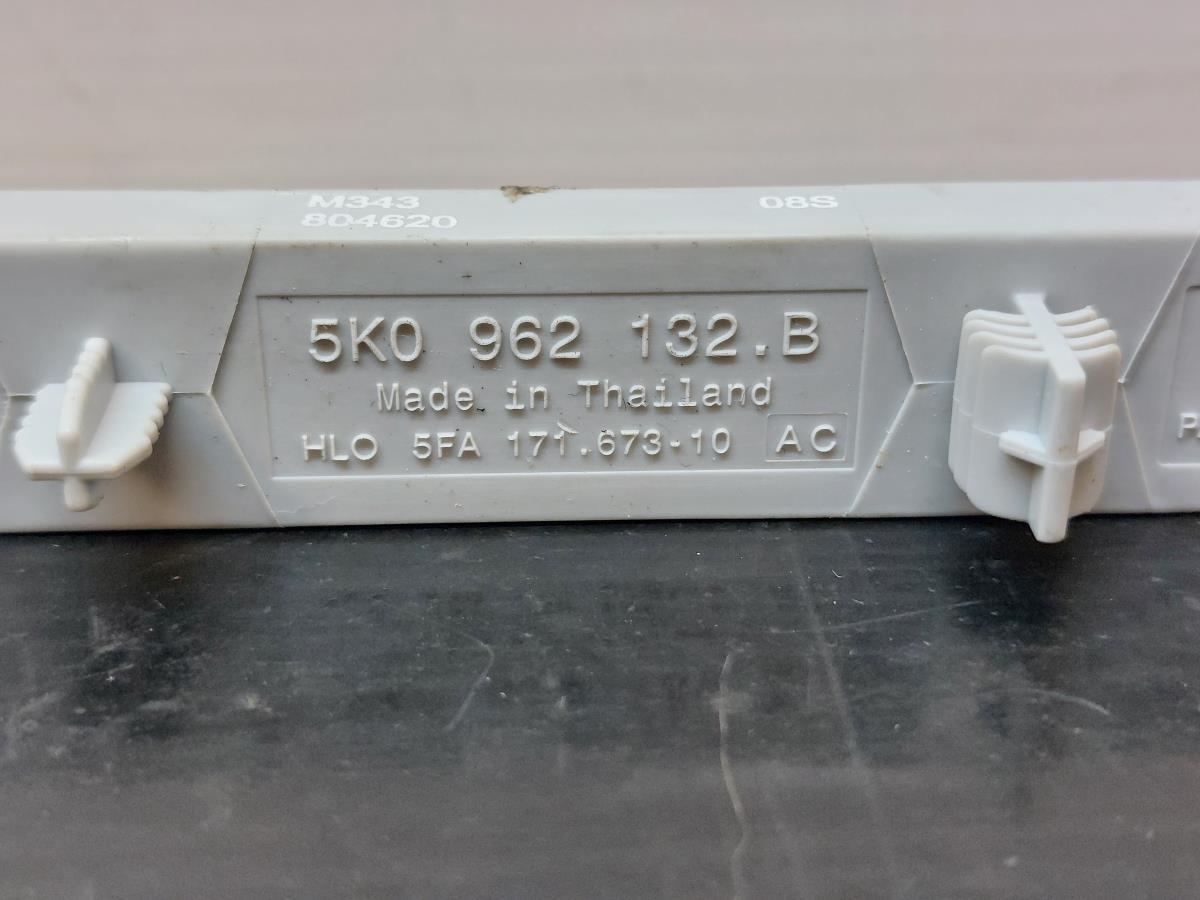 M343
804620
08S
5K0 962 132.B
Made in Thailand
HLO 5FA 171.673-10 AC